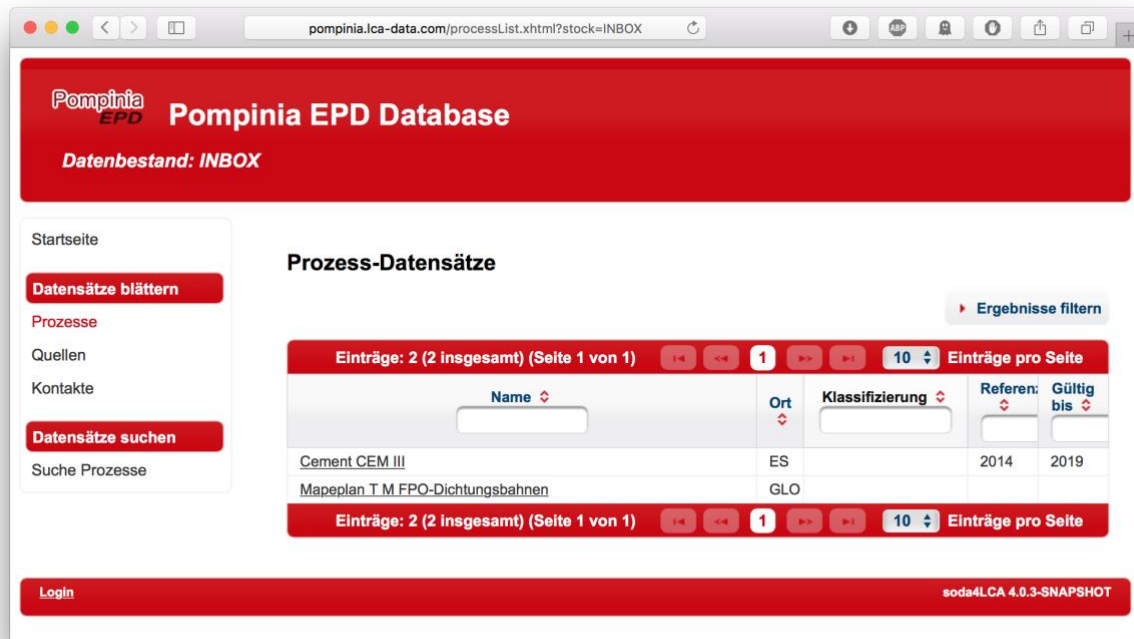 pompinia.lca-data.com/processList.xhtml?stock=INBOX
ABP
Pompinia EPD
Pompinia EPD Database
Datenbestand: INBOX
Startseite
Datensätze blättern
Prozesse
Quellen
Kontakte
Datensätze suchen
Suche Prozesse
Prozess-Datensätze
Ergebnisse filtern
Einträge: 2 (2 insgesamt) (Seite 1 von 1) 1 10 Einträge pro Seite
Name Ort Klassifizierung Referenz Gültig bis
Cement CEM III ES 2014 2019
Mapeplan T M FPO-Dichtungsbahnen GLO
Einträge: 2 (2 insgesamt) (Seite 1 von 1) 1 10 Einträge pro Seite
Login soda4LCA 4.0.3-SNAPSHOT